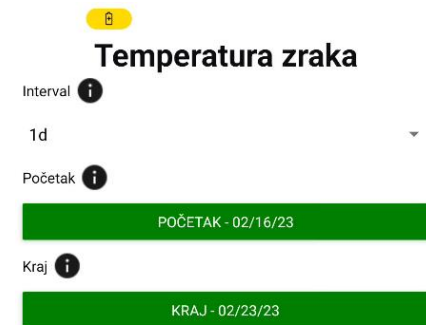 Temperatura zraka
Interval
1d
Početak
POČETAK - 02/16/23
Kraj
KRAJ - 02/23/23